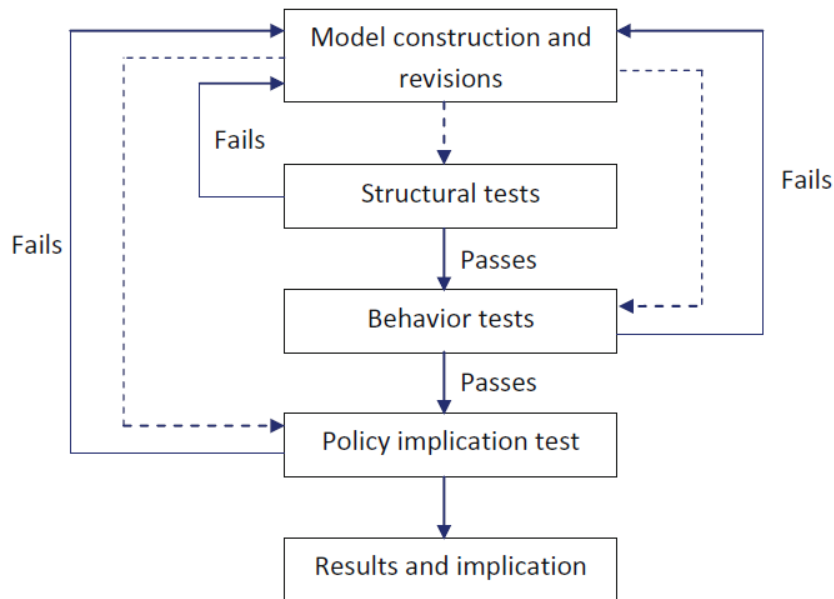 Model construction and
revisions
Fails
Structural tests
Fails
Fails
Passes
Behavior tests
Passes
Policy implication test
Results and implication